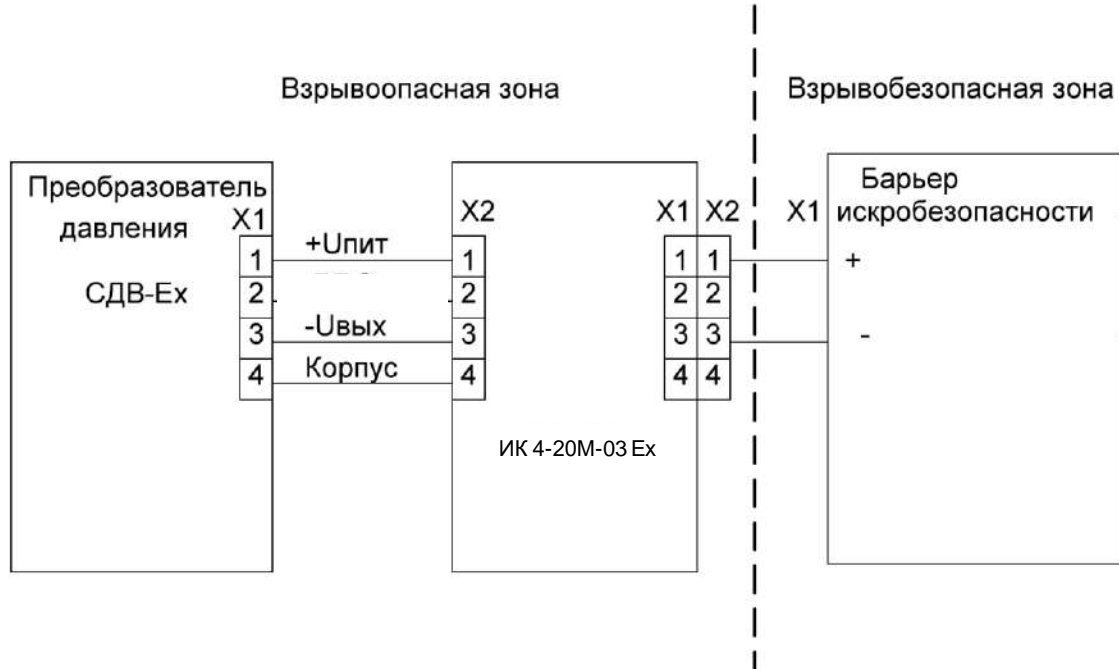 Взрывоопасная зона
Взрывобезопасная зона
Преобразователь
давления
СДВ-Ех
X1
1
2
3
4
+Uпит
-Uвых
Корпус
X2
1
2
3
4
ИК 4-20М-03 Ex
X1 X2
1 1
2 2
3 3
4 4
X1
Барьер
искробезопасности
+
-